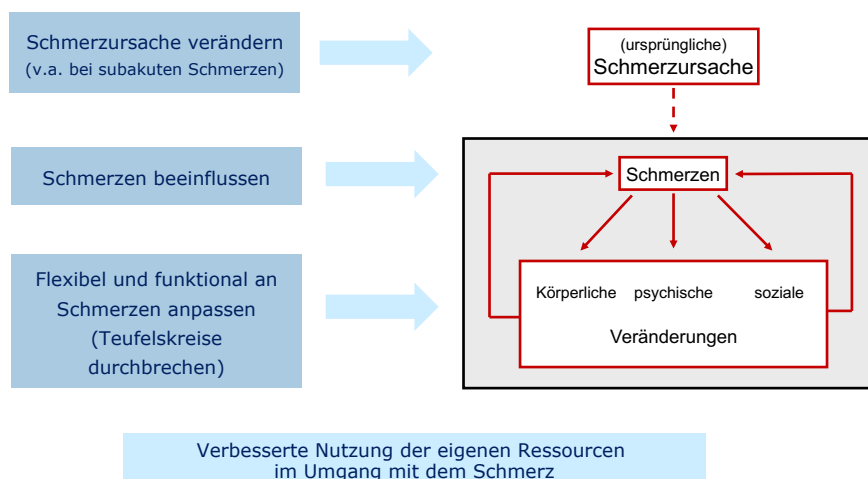 Schmerzursache verändern
(v.a. bei subakuten Schmerzen)
(ursprüngliche)
Schmerzursache
Schmerzen beeinflussen
Schmerzen
Flexibel und funktional an
Schmerzen anpassen
(Teufelskreise
durchbrechen)
Körperliche psychische soziale
Veränderungen
Verbesserte Nutzung der eigenen Ressourcen
im Umgang mit dem Schmerz